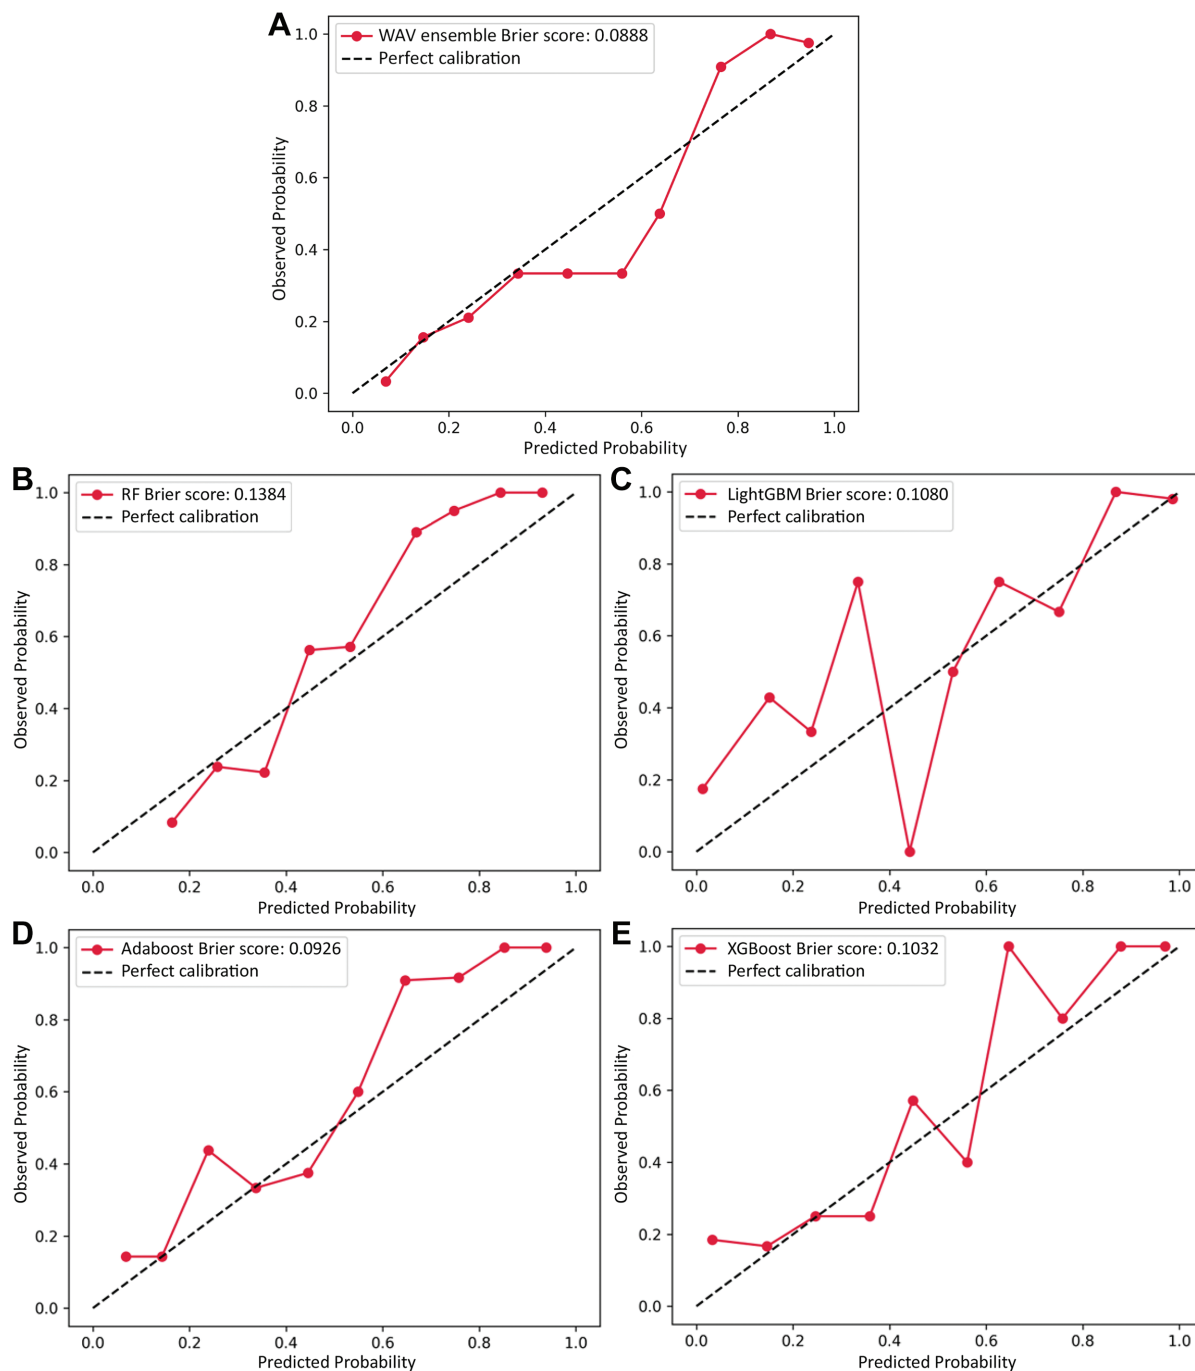 A
WAV ensemble Brier score: 0.0888
Perfect calibration
Observed Probability
1.0
0.8
0.6
0.4
0.2
0.0
0.0 0.2 0.4 0.6 0.8 1.0
Predicted Probability
B
RF Brier score: 0.1384
Perfect calibration
Observed Probability
1.0
0.8
0.6
0.4
0.2
0.0
0.0 0.2 0.4 0.6 0.8 1.0
Predicted Probability
C
LightGBM Brier score: 0.1080
Perfect calibration
Observed Probability
1.0
0.8
0.6
0.4
0.2
0.0
0.0 0.2 0.4 0.6 0.8 1.0
Predicted Probability
D
Adaboost Brier score: 0.0926
Perfect calibration
Observed Probability
1.0
0.8
0.6
0.4
0.2
0.0
0.0 0.2 0.4 0.6 0.8 1.0
Predicted Probability
E
XGBoost Brier score: 0.1032
Perfect calibration
Observed Probability
1.0
0.8
0.6
0.4
0.2
0.0
0.0 0.2 0.4 0.6 0.8 1.0
Predicted Probability